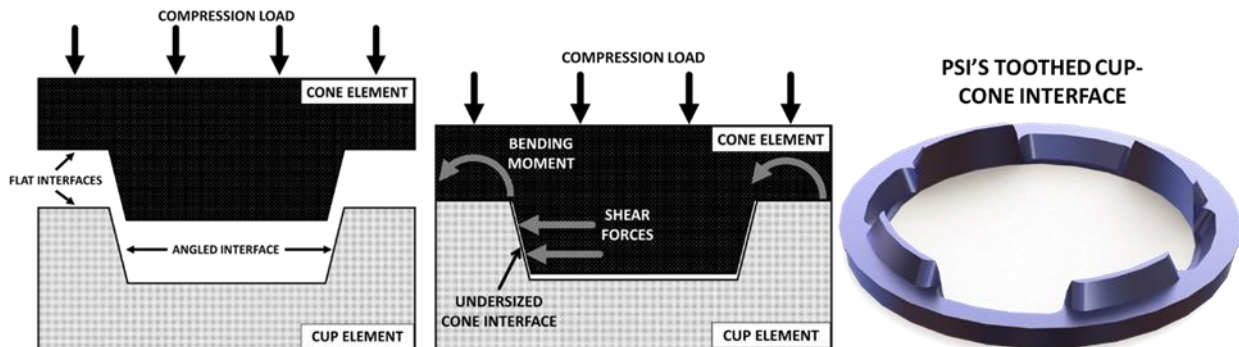 COMPRESSION LOAD
CONE ELEMENT
FLAT INTERFACES
ANGLED INTERFACE
CUP ELEMENT
COMPRESSION LOAD
CONE ELEMENT
BENDING
MOMENT
SHEAR
FORCES
UNDERSIZED
CONE INTERFACE
CUP ELEMENT
PSI'S TOOTHED CUP-
CONE INTERFACE